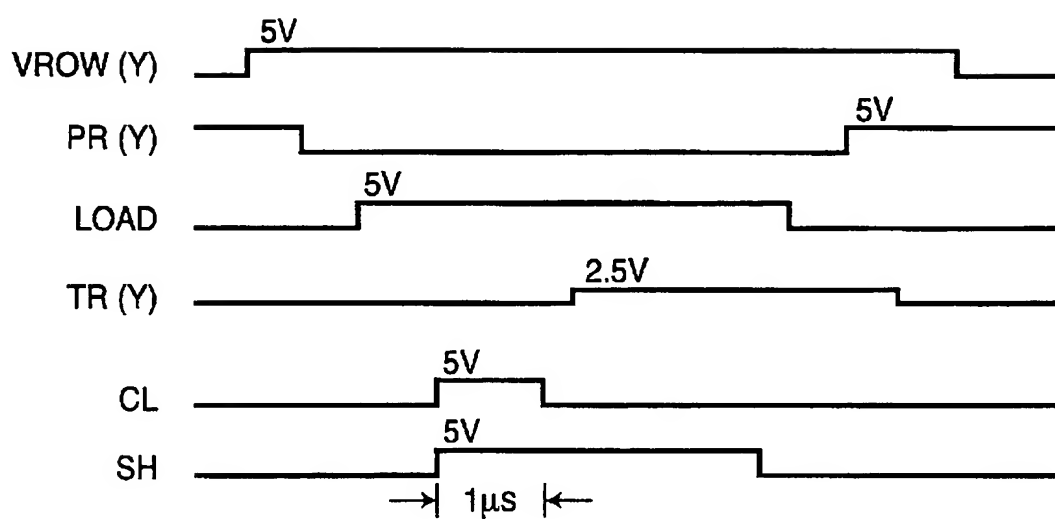 5V
VROW (Y)
5V
PR (Y)
5V
LOAD
2.5V
TR (Y)
5V
CL
5V
SH
1μs